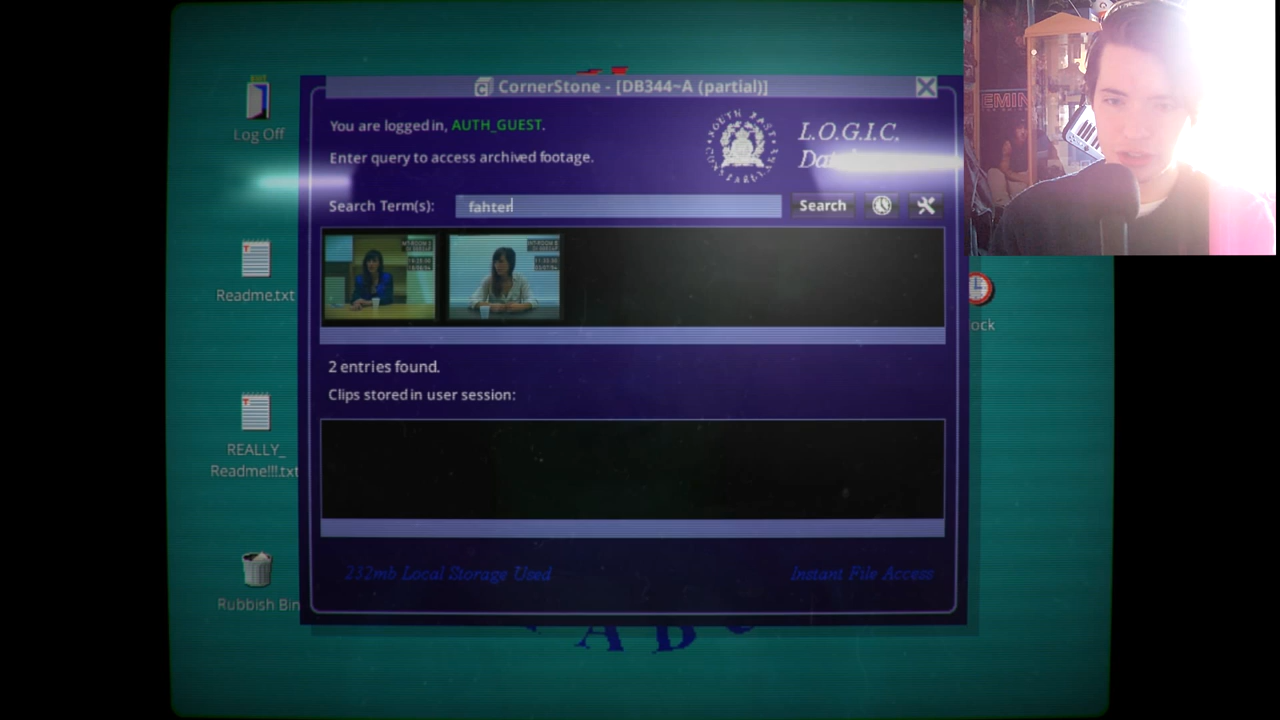 CornerStone - [DB344~A (partial)]
Log Off
You are logged in, AUTH_GUEST.
Enter query to access archived footage.
SOUTH EAST
L.O.G.I.C.
Search Term(s):
fahter
Search
Readme.txt
2 entries found.
Clips stored in user session:
REALLY_
Readme!!!.txt
232mb Local Storage Used
Instant File Access
Rubbish Bin